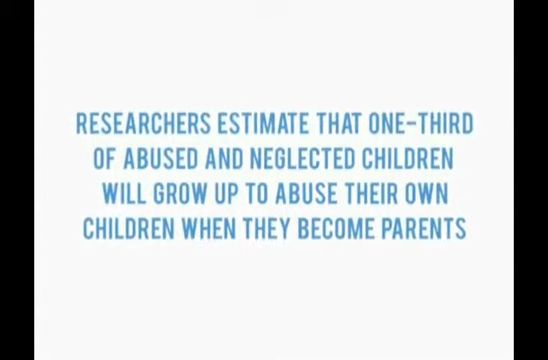 RESEARCHERS ESTIMATE THAT ONE-THIRD
OF ABUSED AND NEGLECTED CHILDREN
WILL GROW UP TO ABUSE THEIR OWN
CHILDREN WHEN THEY BECOME PARENTS